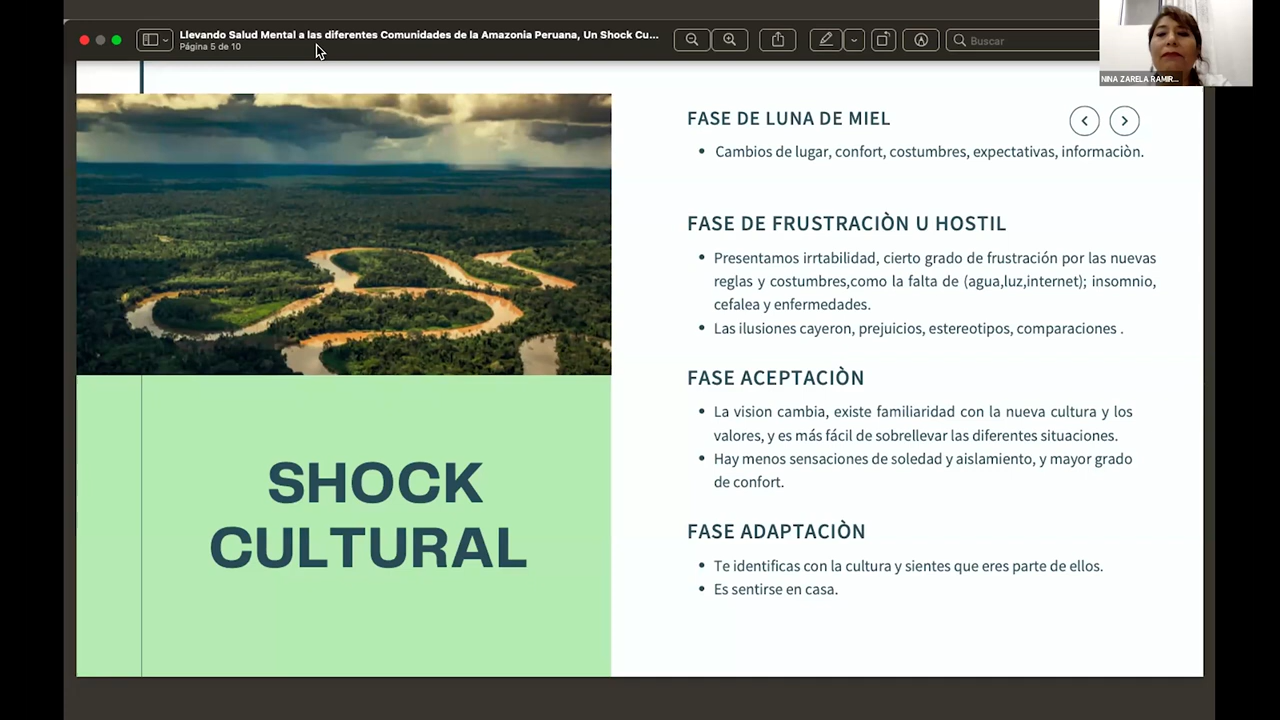 Llevando Salud Mental a las diferentes Comunidades de la Amazonia Peruana, Un Shock Cu...
Página 5 de 10
Buscar
NINA ZARELA RAMIR...
FASE DE LUNA DE MIEL
• Cambios de lugar, confort, costumbres, expectativas, informaciòn.
FASE DE FRUSTRACIÒN U HOSTIL
• Presentamos irrtabilidad, cierto grado de frustración por las nuevas
reglas y costumbres,como la falta de (agua,luz,internet); insomnio,
cefalea y enfermedades.
• Las ilusiones cayeron, prejuicios, estereotipos, comparaciones .
FASE ACEPTACIÒN
• La vision cambia, existe familiaridad con la nueva cultura y los
valores, y es más fácil de sobrellevar las diferentes situaciones.
• Hay menos sensaciones de soledad y aislamiento, y mayor grado
de confort.
FASE ADAPTACIÒN
• Te identificas con la cultura y sientes que eres parte de ellos.
• Es sentirse en casa.
SHOCK
CULTURAL